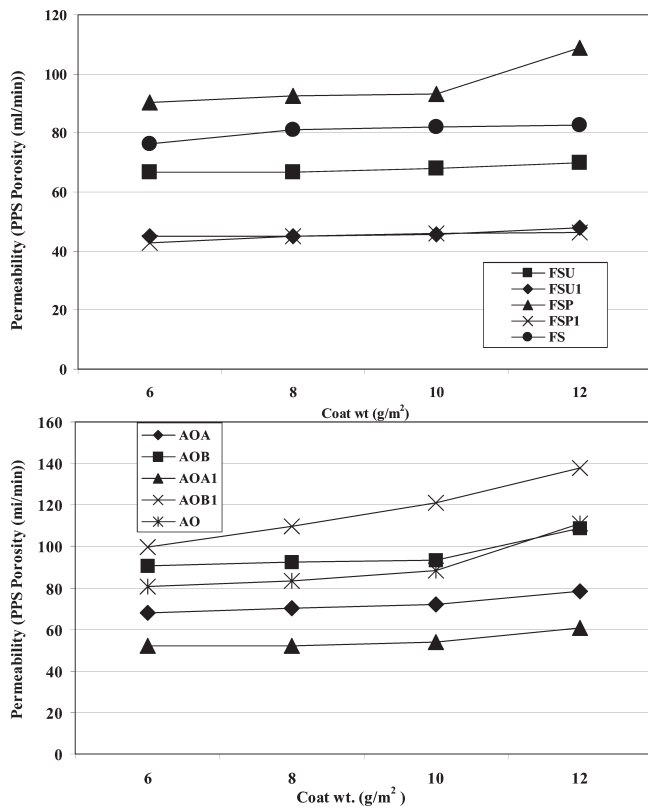 120
100
80
60
40
20
0
Permeability (PPS Porosity (ml/min))
FSU
FSU1
FSP
FSP1
FS
6 8 10 12
Coat wt (g/m²)
160
140
120
100
80
60
40
20
0
Permeability (PPS Porosity (mi/min))
AOA
AOB
AOA1
AOB1
AO
6 8 10 12
Coat wt. (g/m²)